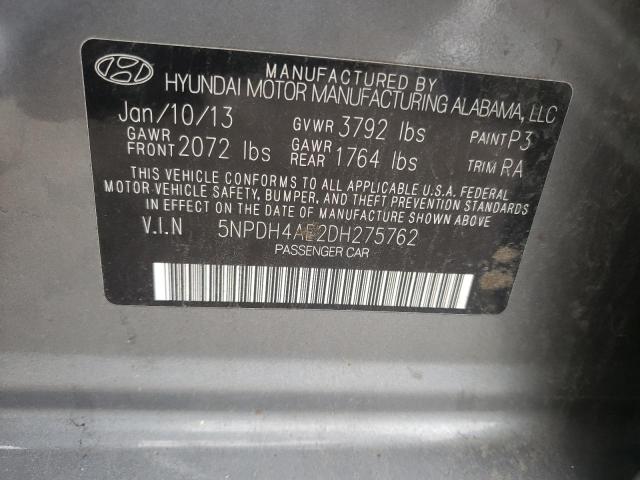 MANUFACTURED BY
HYUNDAI MOTOR MANUFACTURING ALABAMA, LLC
Jan/10/13 GVWR 3792 lbs PAINT P3
GAWR FRONT 2072 lbs GAWR REAR 1764 lbs TRIM RA
THIS VEHICLE CONFORMS TO ALL APPLICABLE U.S.A. FEDERAL
MOTOR VEHICLE SAFETY, BUMPER, AND THEFT PREVENTION
STANDARDS IN EFFECT ON THE
DATE OF MANUFACTURE SHOWN ABOVE
V.I.N 5NPDH4AE2DH275762
PASSENGER CAR